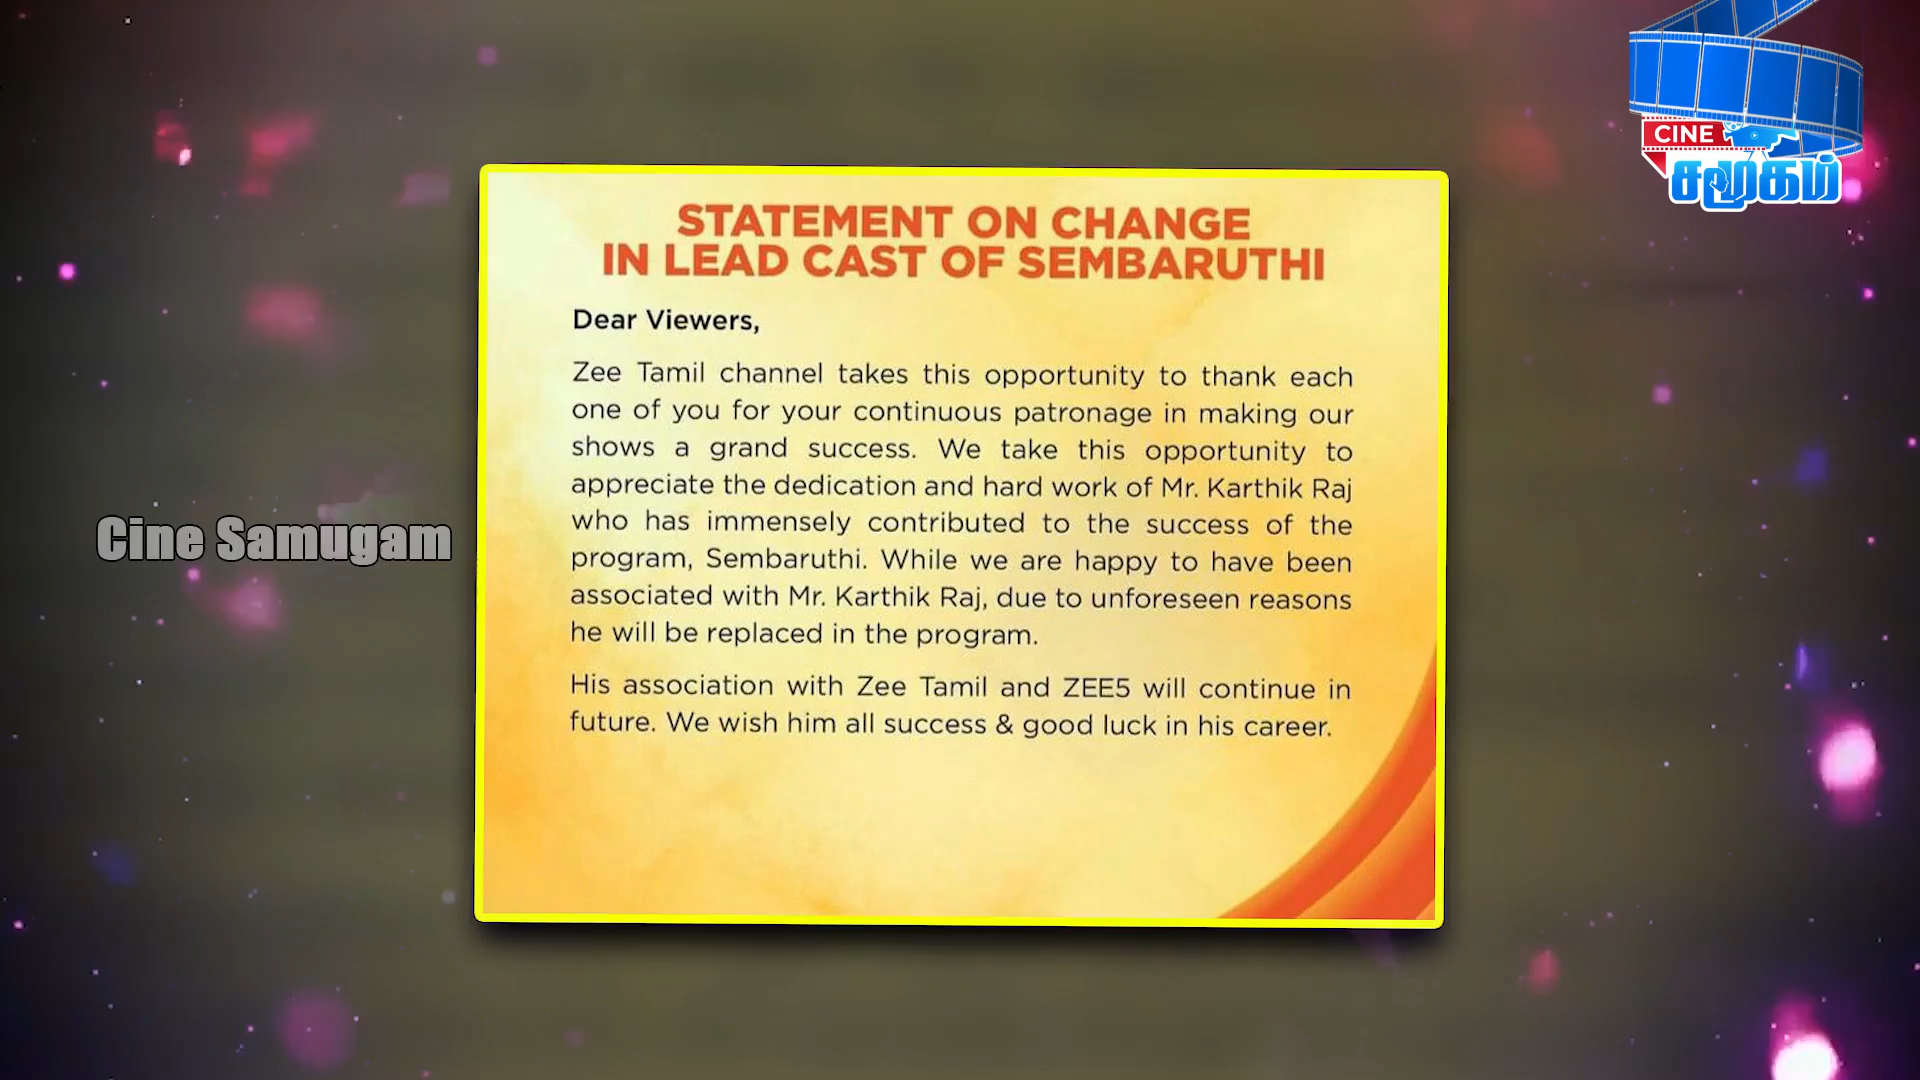 CINE
சமூகம்
STATEMENT ON CHANGE
IN LEAD CAST OF SEMBARUTHI
Dear Viewers,
Zee Tamil channel takes this opportunity to thank each
one of you for your continuous patronage in making our
shows a grand success. We take this opportunity to
appreciate the dedication and hard work of Mr. Karthik Raj
who has immensely contributed to the success of the
program, Sembaruthi. While we are happy to have been
associated with Mr. Karthik Raj, due to unforeseen reasons
he will be replaced in the program.
His association with Zee Tamil and ZEE5 will continue in
future. We wish him all success & good luck in his career.
Cine Samugam